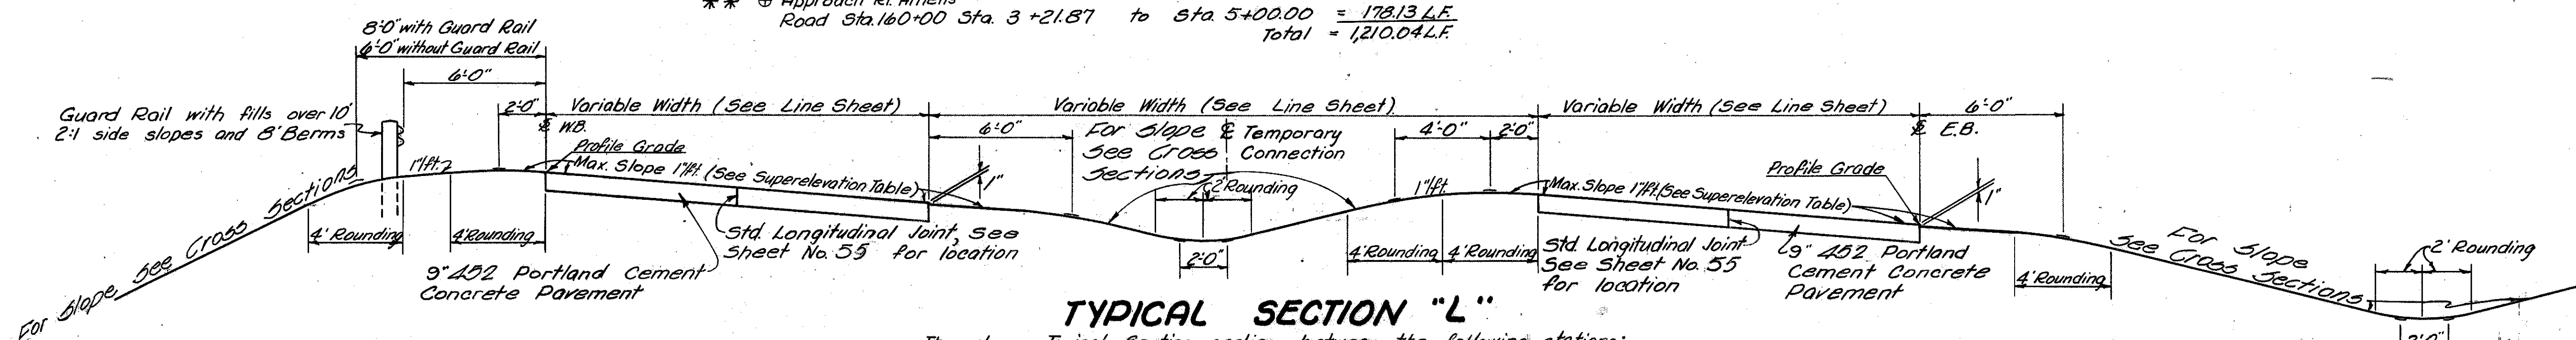 ** ⊕ Approach Rt. Athens
Road Sta. 160+00 Sta. 3+21.87 to Sta. 5+00.00 = 178.13 L.F.
Total = 1,210.04 L.F.
8'-0" with Guard Rail
6'-0" without Guard Rail
6'-0"
Guard Rail with fills over 10'
2:1 side slopes and 8' Berms
2'-0"
Variable Width (See Line Sheet)
Variable Width (See Line Sheet)
Variable Width (See Line Sheet)
6'-0"
℄ W.B.
6'-0"
For Slope
See Cross
Sections
℄ Temporary
Connection
4'-0"
2'-0"
℄ E.B.
Profile Grade
1"/ft.
Max. Slope 1"/ft. (See Superelevation Table)
1"
2' Rounding
1"/ft.
Max. Slope 1"/ft. (See Superelevation Table)
Profile Grade
1"
For Slope See Cross Sections
4' Rounding
4' Rounding
Std. Longitudinal Joint, See
Sheet No. 55 for location
9" 452 Portland Cement
Concrete Pavement
2'-0"
4' Rounding
4' Rounding
Std. Longitudinal Joint
See Sheet No. 55
for location
9" 452 Portland
Cement Concrete
Pavement
4' Rounding
For Slope
See Cross Sections
2' Rounding
2'-0"
TYPICAL SECTION "L"